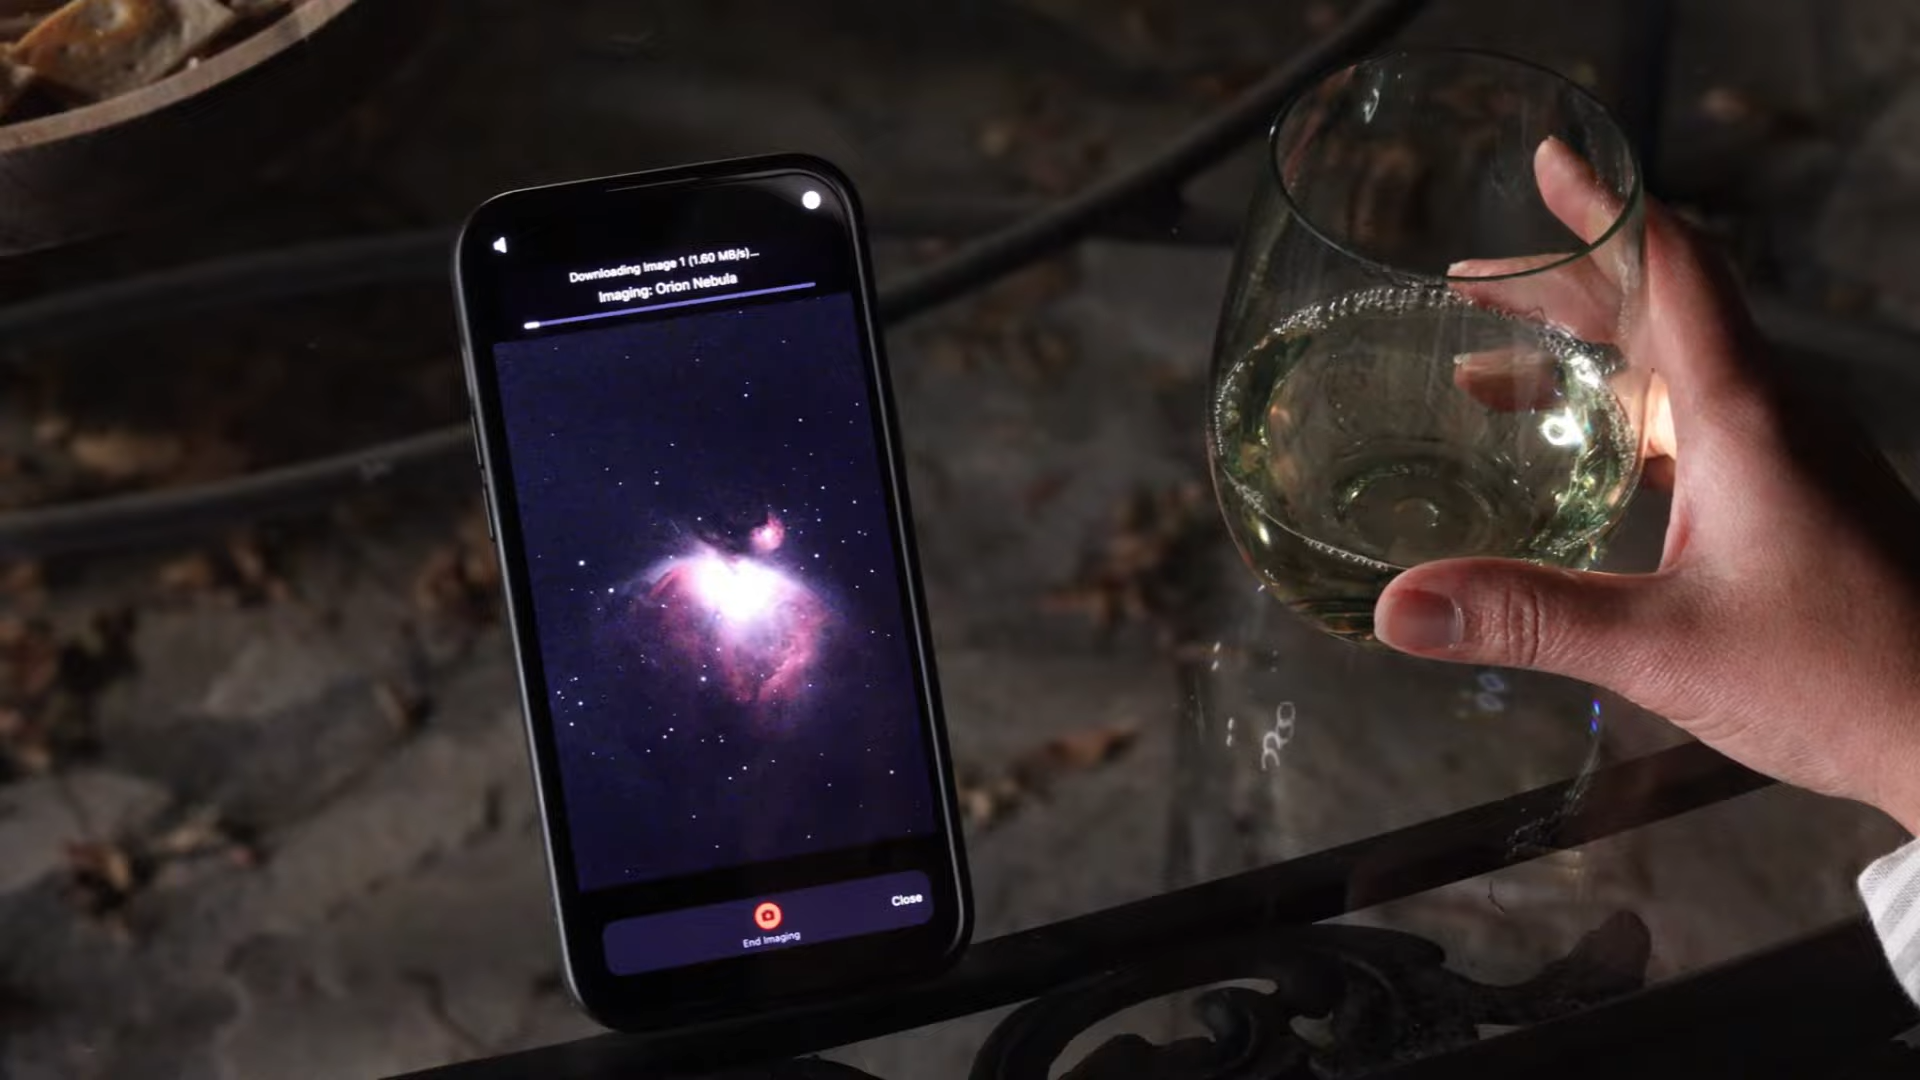 Downloading Image 1 (1.60 MB/s)...
Imaging: Orion Nebula
Close
End Imaging